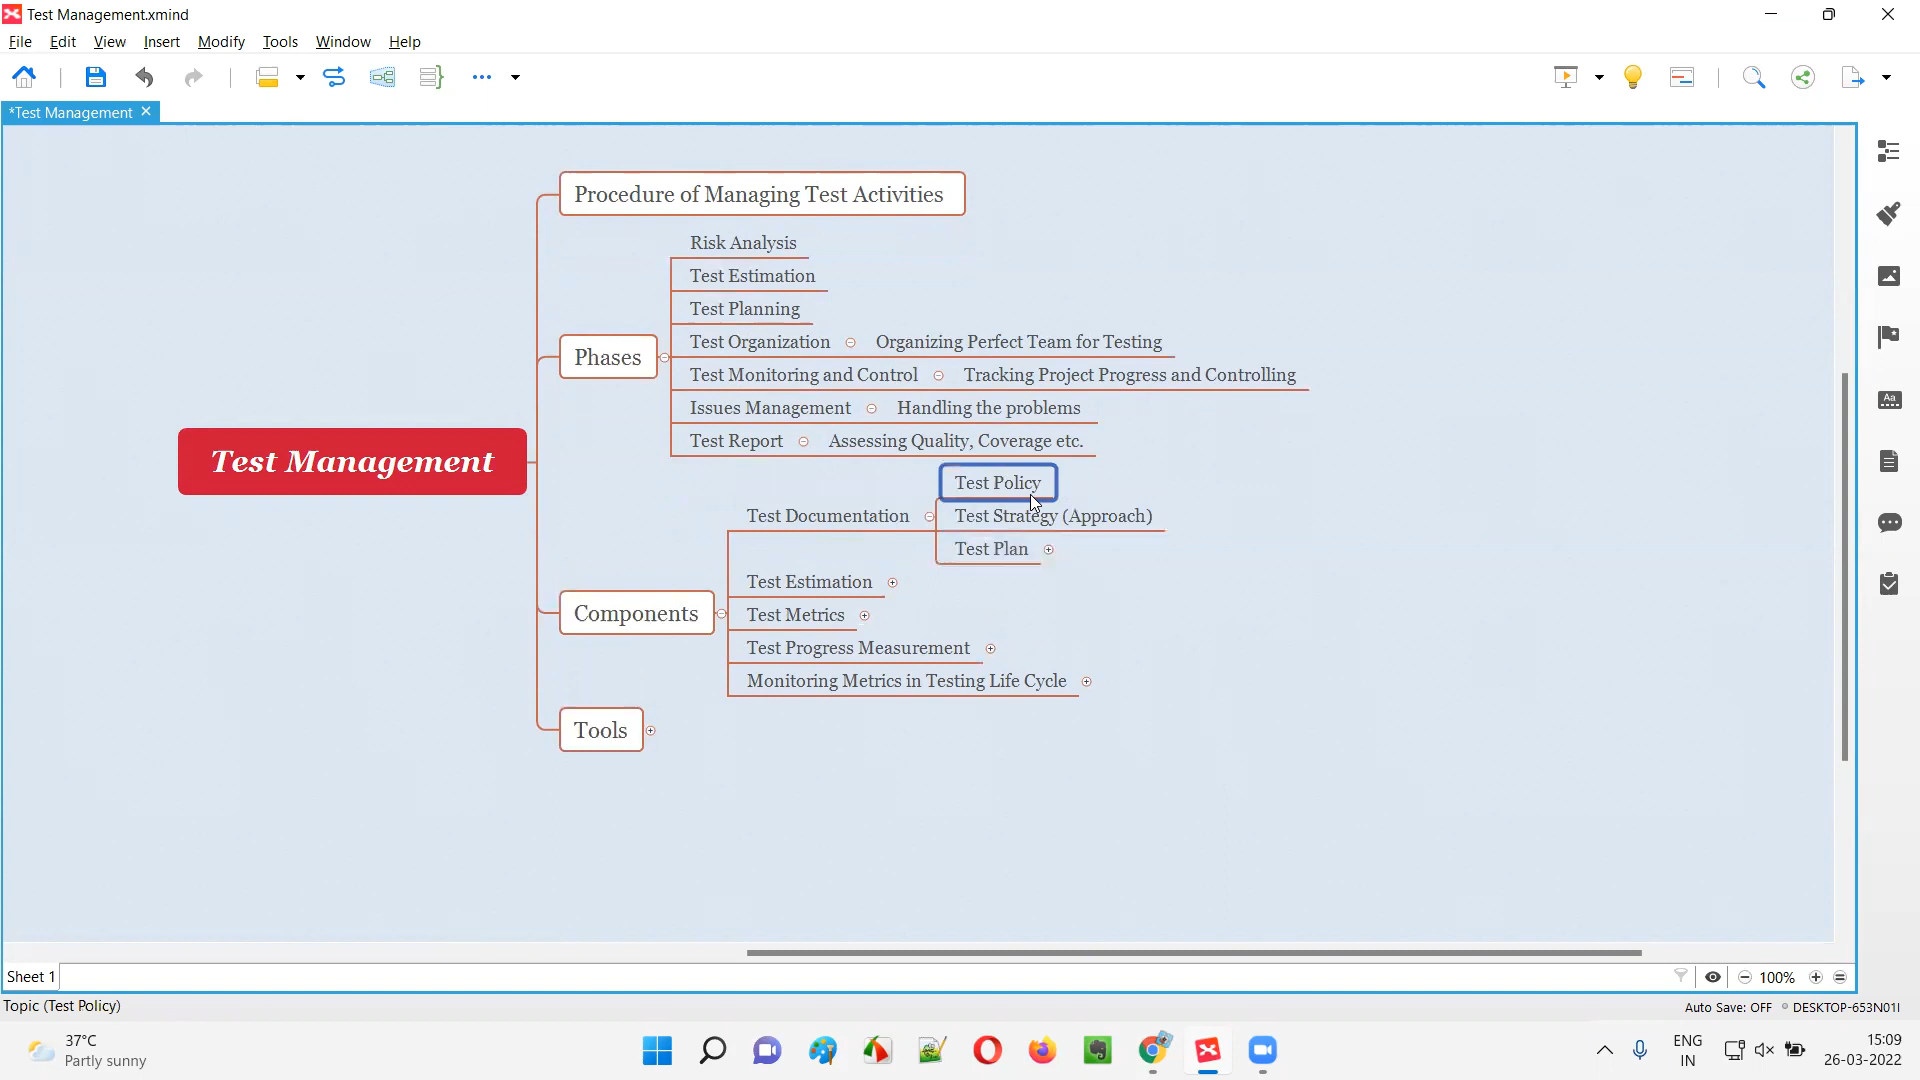 Test Management.xmind
File Edit View Insert Modify Tools Window Help
*Test Management
Procedure of Managing Test Activities
Risk Analysis
Test Estimation
Test Planning
Test Organization Organizing Perfect Team for Testing
Phases
Test Monitoring and Control Tracking Project Progress and Controlling
Issues Management Handling the problems
Test Report Assessing Quality, Coverage etc.
Test Management
Test Policy
Test Documentation Test Strategy (Approach)
Test Plan
Test Estimation
Components
Test Metrics
Test Progress Measurement
Monitoring Metrics in Testing Life Cycle
Tools
Aa
Sheet 1
100%
Topic (Test Policy)
Auto Save: OFF DESKTOP-653N01I
37°C
Partly sunny
ENG
IN
15:09
26-03-2022